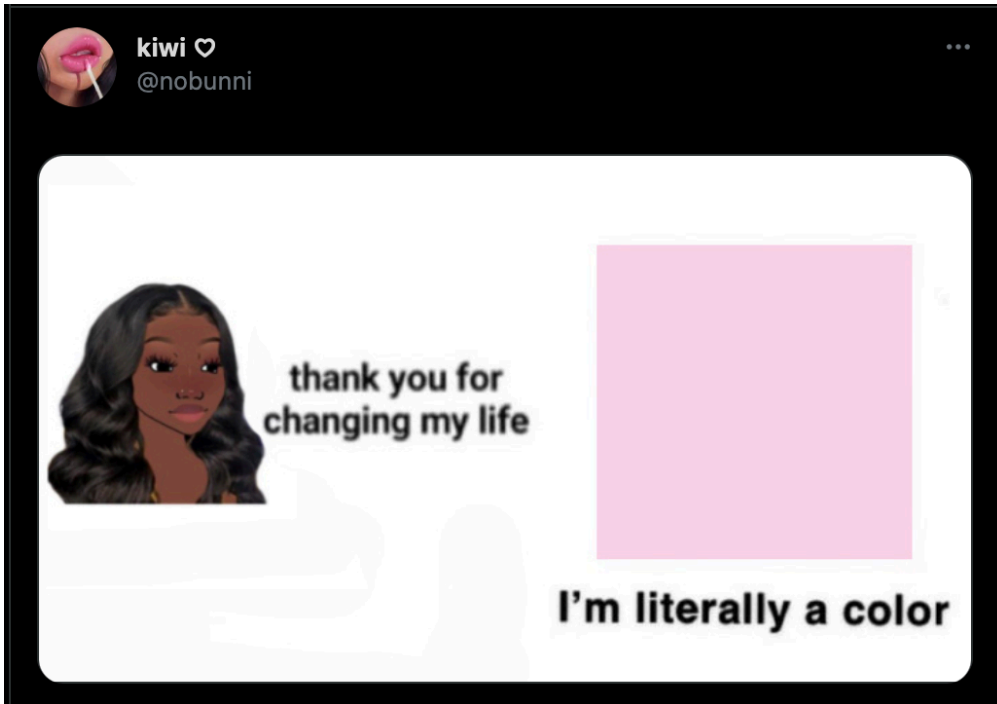 kiwi ♡
@nobunni
thank you for
changing my life
I'm literally a color